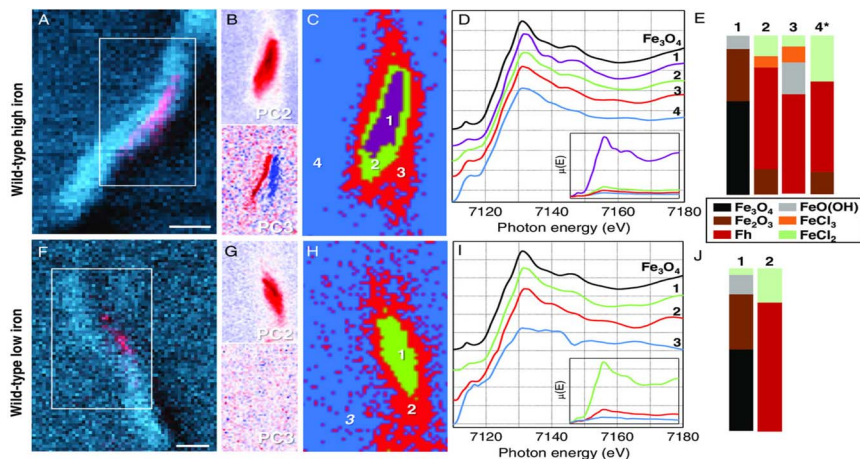 Wild-type high iron
A
B
PC2
PC3
C
1
2
3
4
D
Fe₃O₄
1
2
3
4
μ(E)
7120 7140 7160 7180
Photon energy (eV)
E
1 2 3 4*
Fe₃O₄ FeO(OH)
Fe₂O₃ FeCl₃
Fh FeCl₂
Wild-type low iron
F
G
PC2
PC3
H
1
2
3
I
Fe₃O₄
1
2
3
μ(E)
7120 7140 7160 7180
Photon energy (eV)
J
1 2